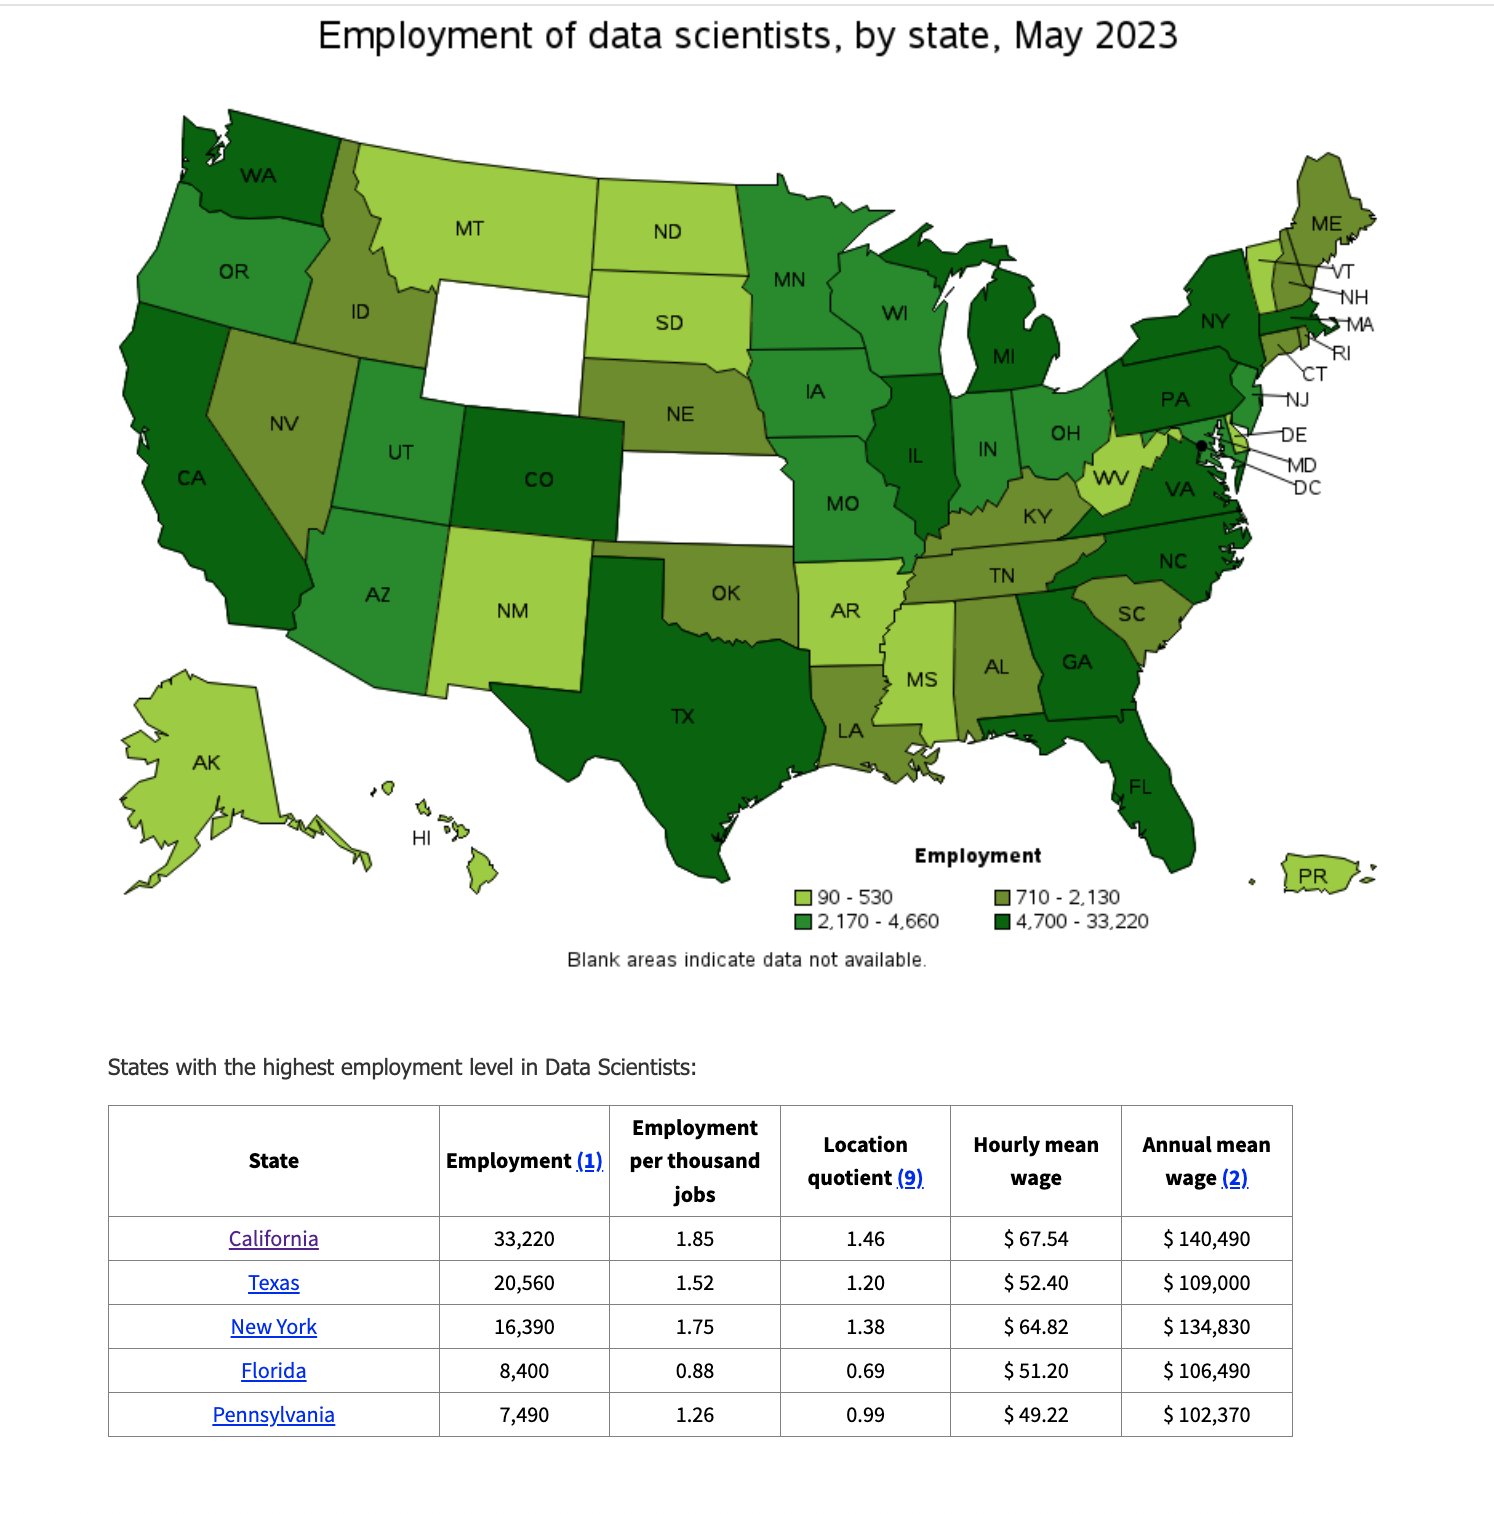 Employment of data scientists, by state, May 2023
WA
MT
ND
MN
ME
OR
ID
SD
WI
MI
NY
VT
NH
MA
RI
CT
NJ
DE
MD
DC
NV
UT
CO
NE
IA
IL
IN
OH
PA
WV
VA
CA
AZ
NM
MO
KY
NC
OK
AR
TN
SC
TX
LA
MS
AL
GA
FL
AK
HI
PR
Employment
90 - 530
710 - 2,130
2,170 - 4,660
4,700 - 33,220
Blank areas indicate data not available.
States with the highest employment level in Data Scientists:
State
Employment (1)
Employment
per thousand
jobs
Location
quotient (9)
Hourly mean
wage
Annual mean
wage (2)
California 33,220 1.85 1.46 $ 67.54 $ 140,490
Texas 20,560 1.52 1.20 $ 52.40 $ 109,000
New York 16,390 1.75 1.38 $ 64.82 $ 134,830
Florida 8,400 0.88 0.69 $ 51.20 $ 106,490
Pennsylvania 7,490 1.26 0.99 $ 49.22 $ 102,370